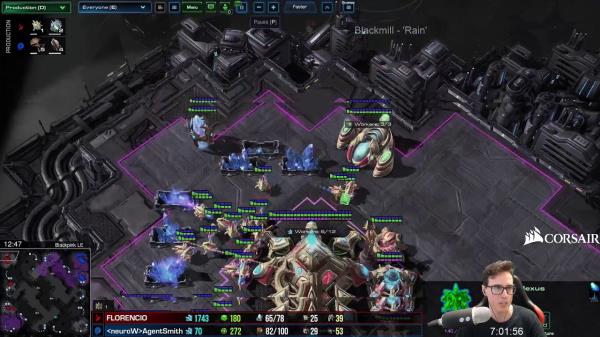 Production (D)
Everyone (E)
Menu
Pause (P)
Faster
PRODUCTION
Blackmill - 'Rain'
Workers: 3/3
Workers: 6/12
12:47
Blackpink LE
CORSAIR
FLORENCIO 1743 180 65/78 25 39
<neuroW>AgentSmith 70 272 82/100 29 53
7:01:56